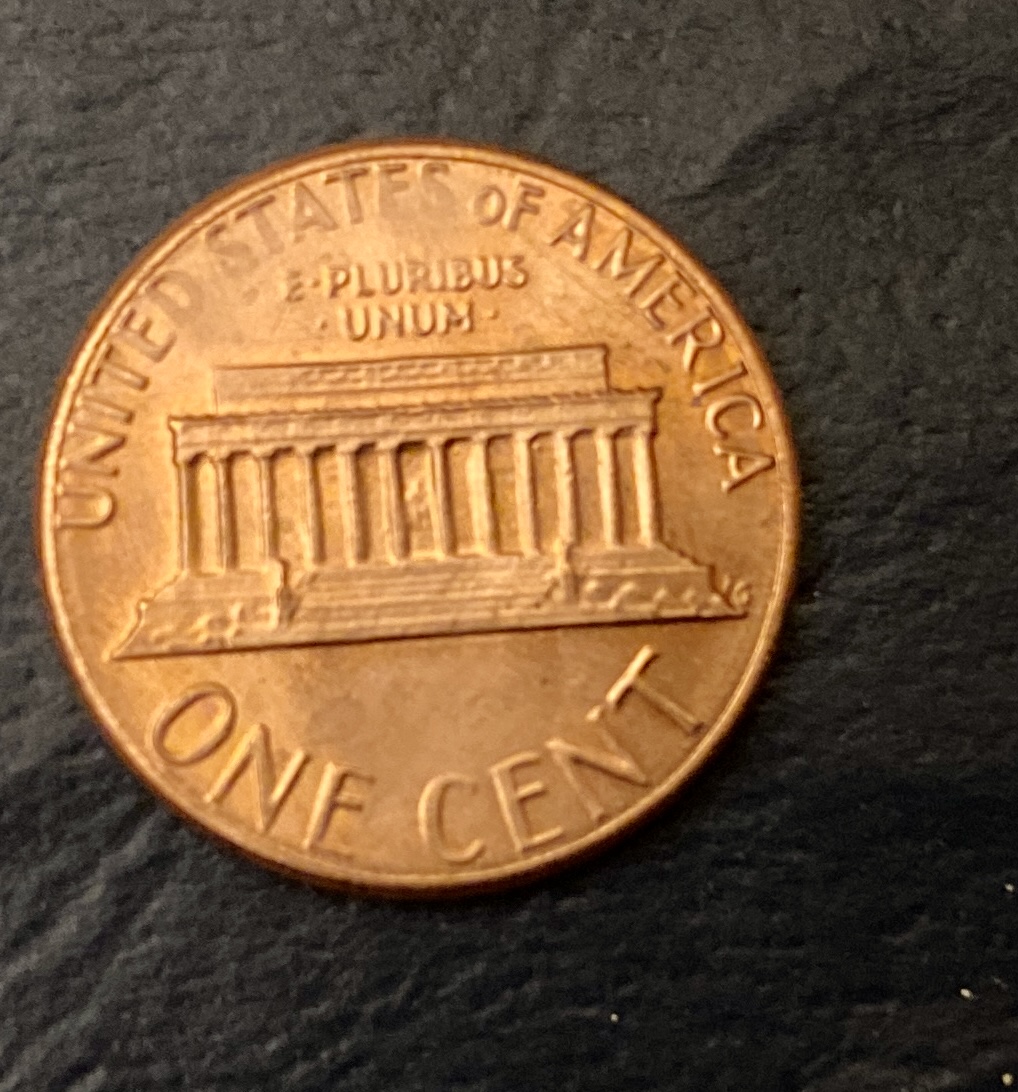 UNITED STATES OF AMERICA
E·PLURIBUS
·UNUM·
ONE CENT